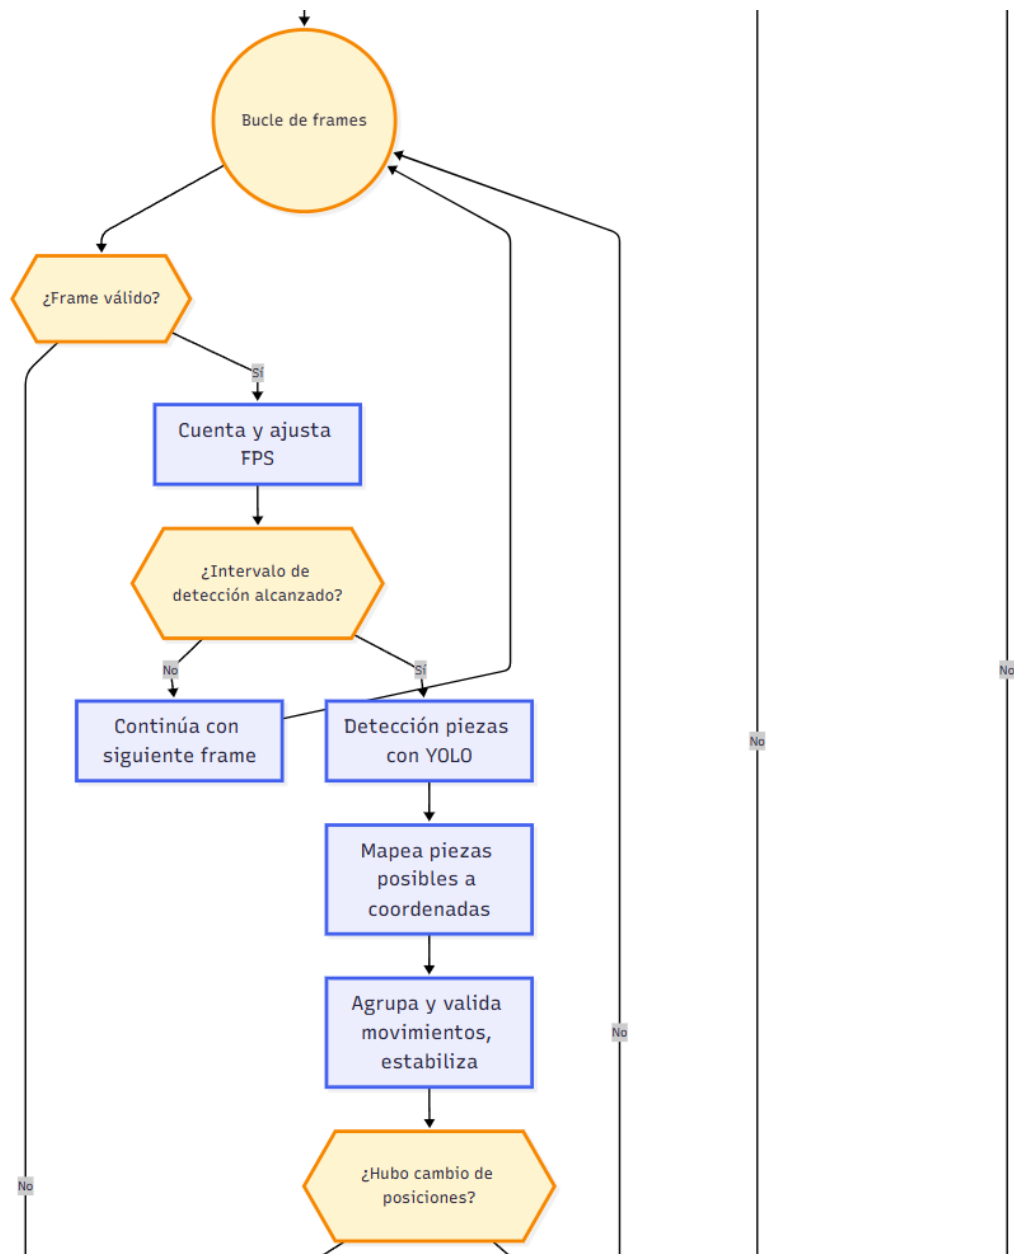 Bucle de frames
¿Frame válido?
Sí
Cuenta y ajusta
FPS
¿Intervalo de
detección alcanzado?
No
Sí
No
Continúa con
siguiente frame
Detección piezas
con YOLO
No
Mapea piezas
posibles a
coordenadas
Agrupa y valida
movimientos,
estabiliza
No
¿Hubo cambio de
posiciones?
No